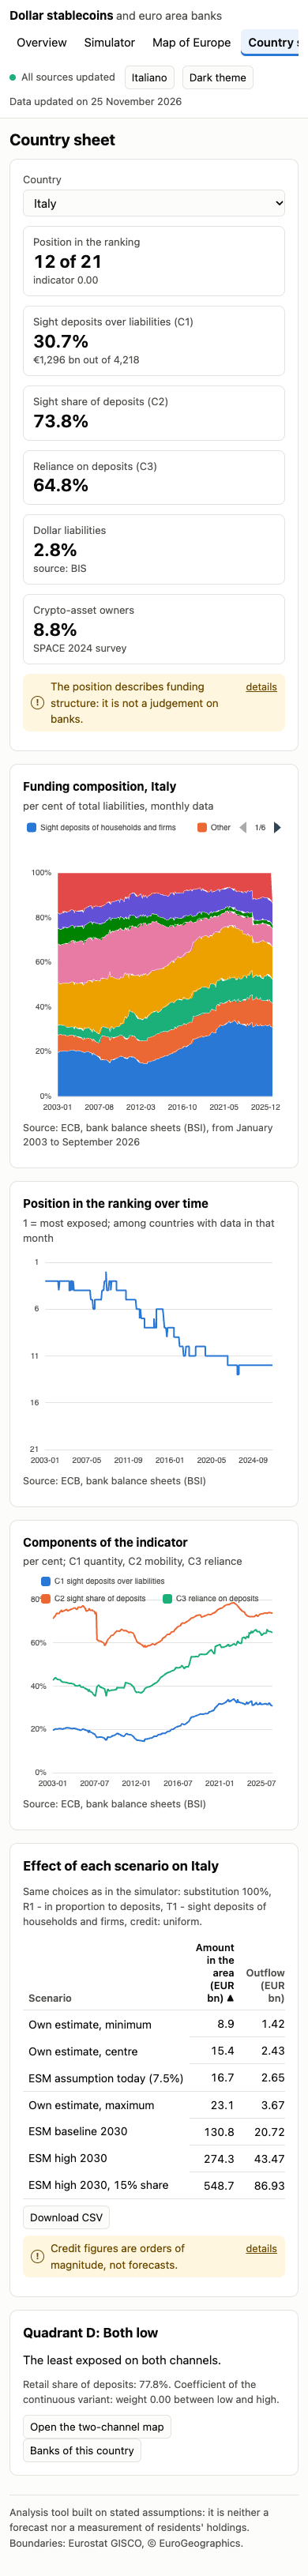 Dollar stablecoins and euro area banks
Overview Simulator Map of Europe Country s
All sources updated Italiano Dark theme
Data updated on 25 November 2026
Country sheet
Country
Italy
Position in the ranking
12 of 21
indicator 0.00
Sight deposits over liabilities (C1)
30.7%
€1,296 bn out of 4,218
Sight share of deposits (C2)
73.8%
Reliance on deposits (C3)
64.8%
Dollar liabilities
2.8%
source: BIS
Crypto-asset owners
8.8%
SPACE 2024 survey
The position describes funding details
structure: it is not a judgement on
banks.
Funding composition, Italy
per cent of total liabilities, monthly data
Sight deposits of households and firms Other 1/6
100%
80%
60%
40%
20%
0%
2003-01 2007-08 2012-03 2016-10 2021-05 2025-12
Source: ECB, bank balance sheets (BSI), from January
2003 to September 2026
Position in the ranking over time
1 = most exposed; among countries with data in that
month
1
6
11
16
21
2003-01 2007-05 2011-09 2016-01 2020-05 2024-09
Source: ECB, bank balance sheets (BSI)
Components of the indicator
per cent; C1 quantity, C2 mobility, C3 reliance
C1 sight deposits over liabilities
C2 sight share of deposits C3 reliance on deposits
80%
60%
40%
20%
0%
2003-01 2007-07 2012-01 2016-07 2021-01 2025-07
Source: ECB, bank balance sheets (BSI)
Effect of each scenario on Italy
Same choices as in the simulator: substitution 100%,
R1 - in proportion to deposits, T1 - sight deposits of
households and firms, credit: uniform.
Scenario Amount in the area (EUR bn) ▲ Outflow (EUR bn)
Own estimate, minimum 8.9 1.42
Own estimate, centre 15.4 2.43
ESM assumption today (7.5%) 16.7 2.65
Own estimate, maximum 23.1 3.67
ESM baseline 2030 130.8 20.72
ESM high 2030 274.3 43.47
ESM high 2030, 15% share 548.7 86.93
Download CSV
Credit figures are orders of details
magnitude, not forecasts.
Quadrant D: Both low
The least exposed on both channels.
Retail share of deposits: 77.8%. Coefficient of the
continuous variant: weight 0.00 between low and high.
Open the two-channel map
Banks of this country
Analysis tool built on stated assumptions: it is neither a
forecast nor a measurement of residents' holdings.
Boundaries: Eurostat GISCO, © EuroGeographics.